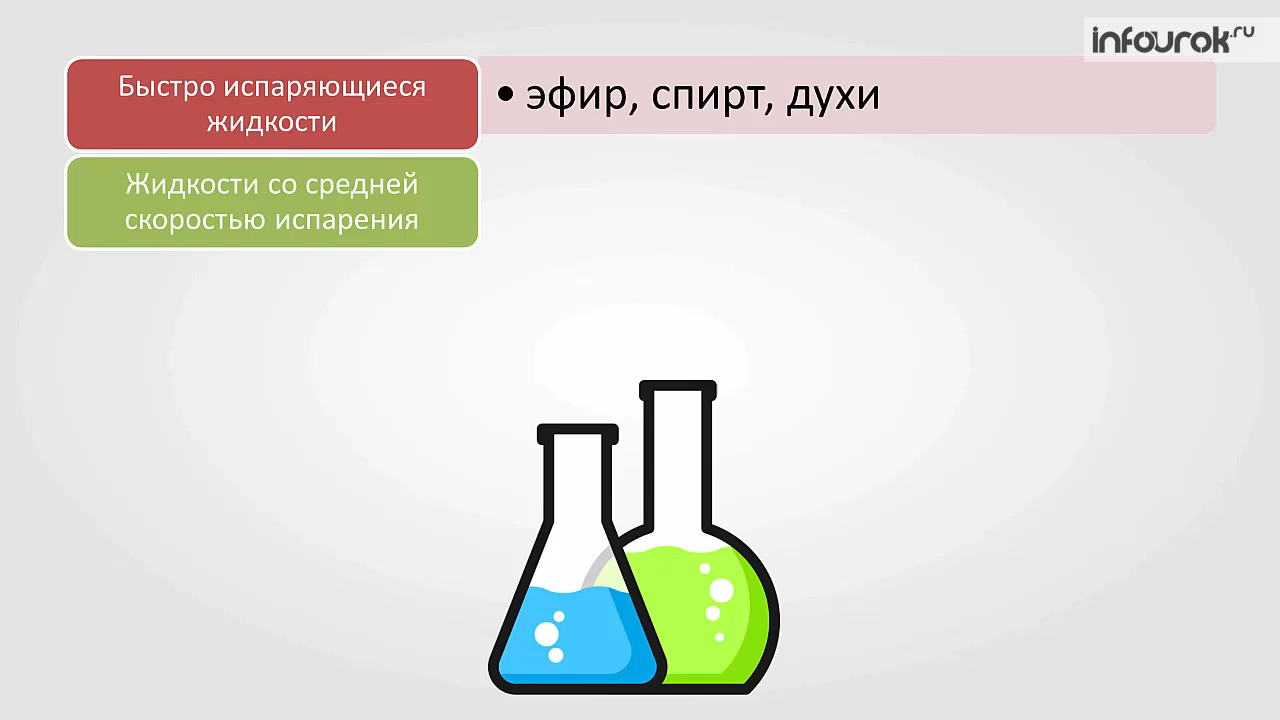 infourok.ru
Быстро испаряющиеся
жидкости
• эфир, спирт, духи
Жидкости со средней
скоростью испарения